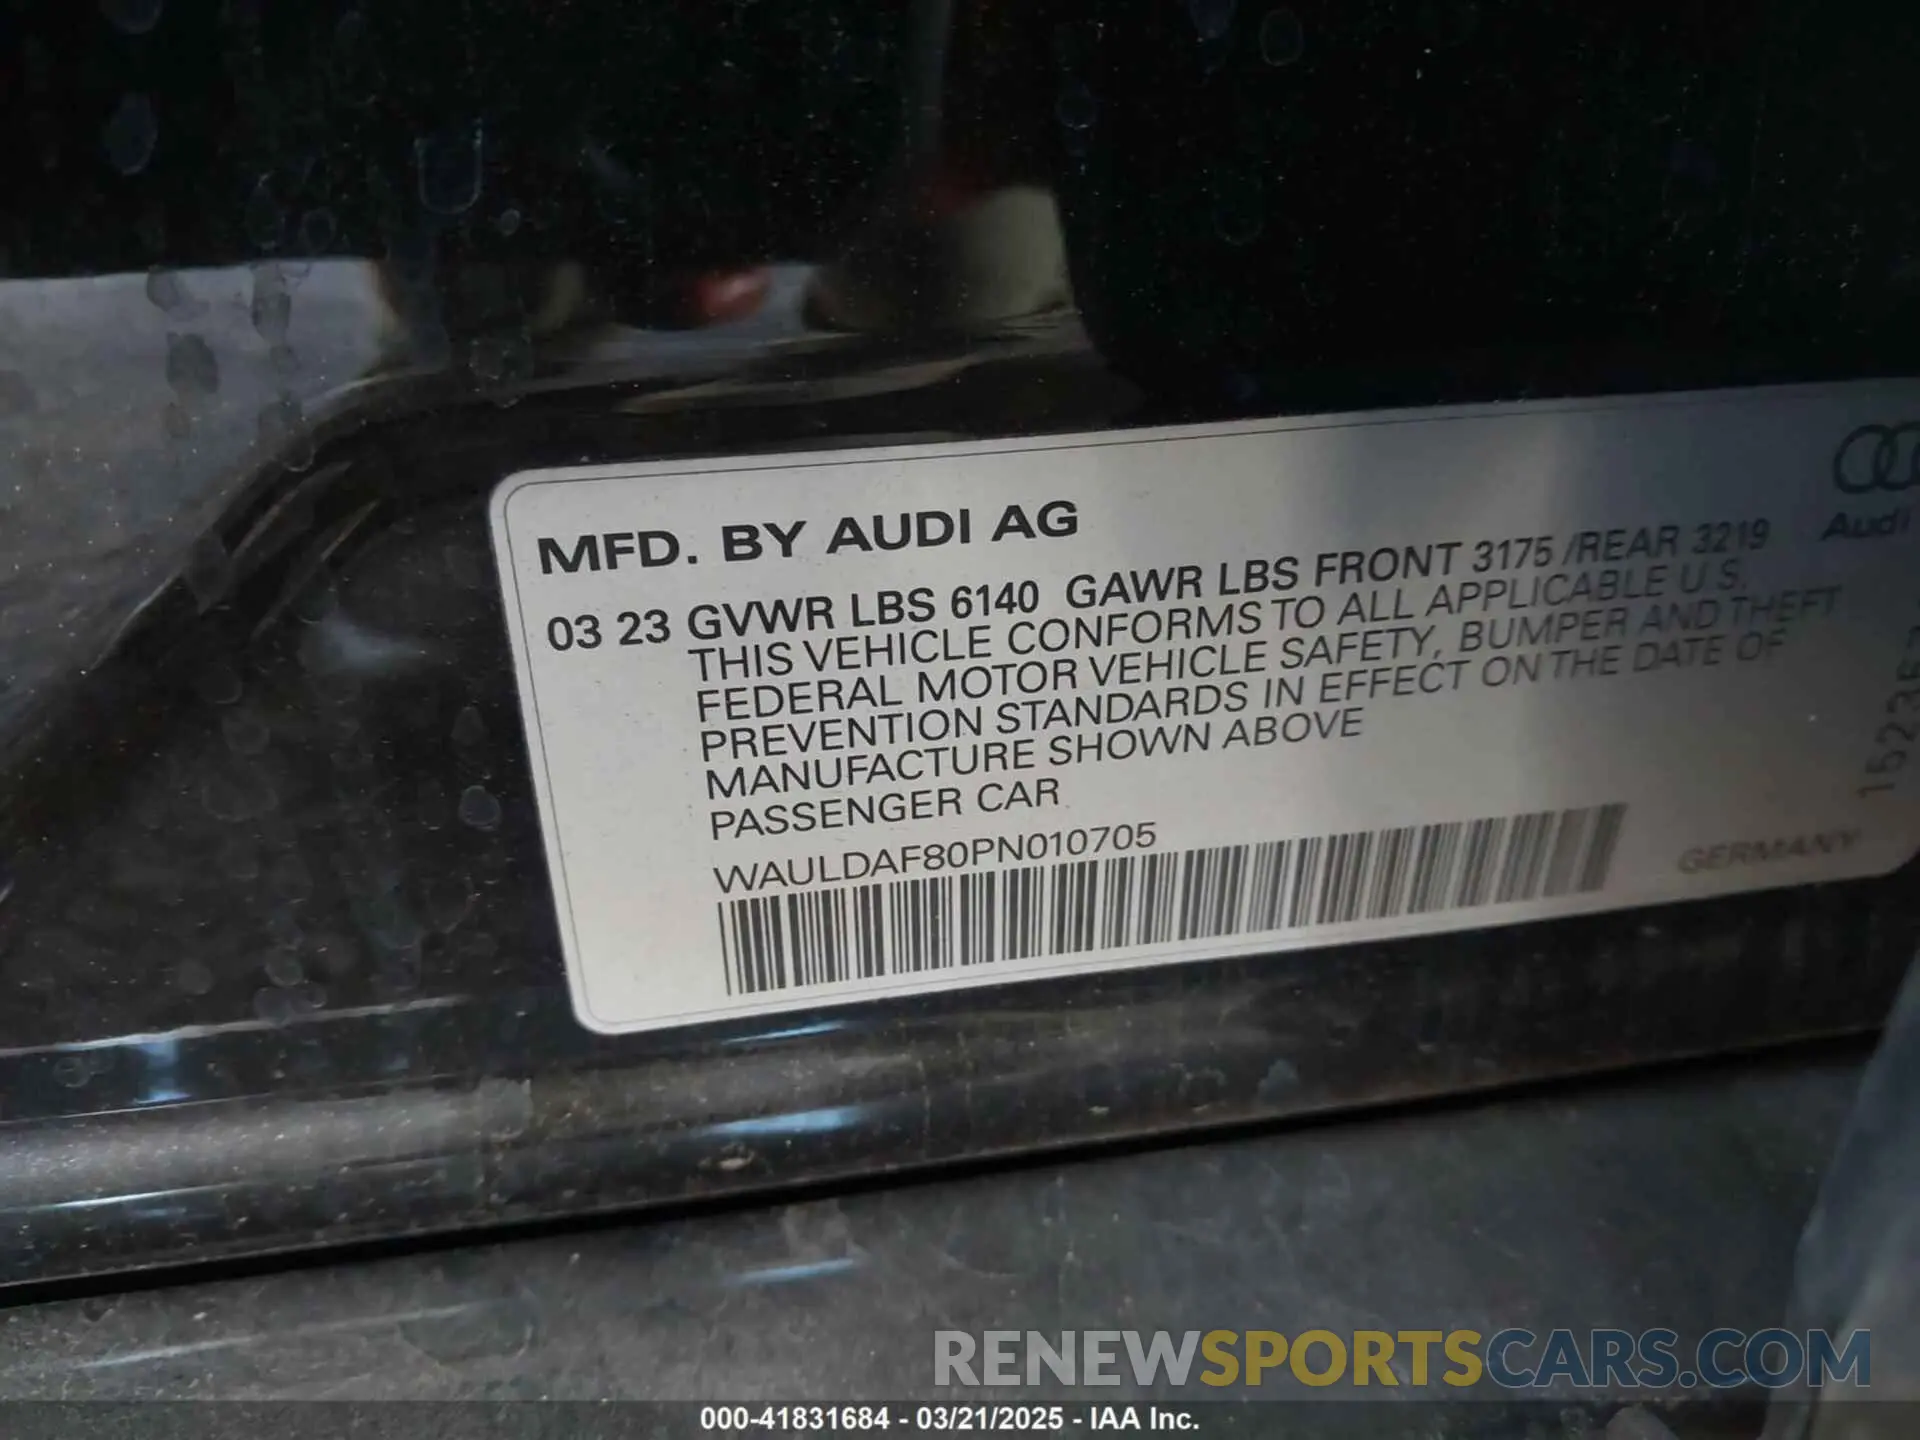 MFD. BY AUDI AG
Audi
03 23 GVWR LBS 6140 GAWR LBS FRONT 3175 /REAR 3219
THIS VEHICLE CONFORMS TO ALL APPLICABLE U.S.
FEDERAL MOTOR VEHICLE SAFETY, BUMPER AND THEFT
PREVENTION STANDARDS IN EFFECT ON THE DATE OF
MANUFACTURE SHOWN ABOVE
PASSENGER CAR
WAULDAF80PN010705
GERMANY
RENEWSPORTSCARS.COM
000-41831684 - 03/21/2025 - IAA Inc.